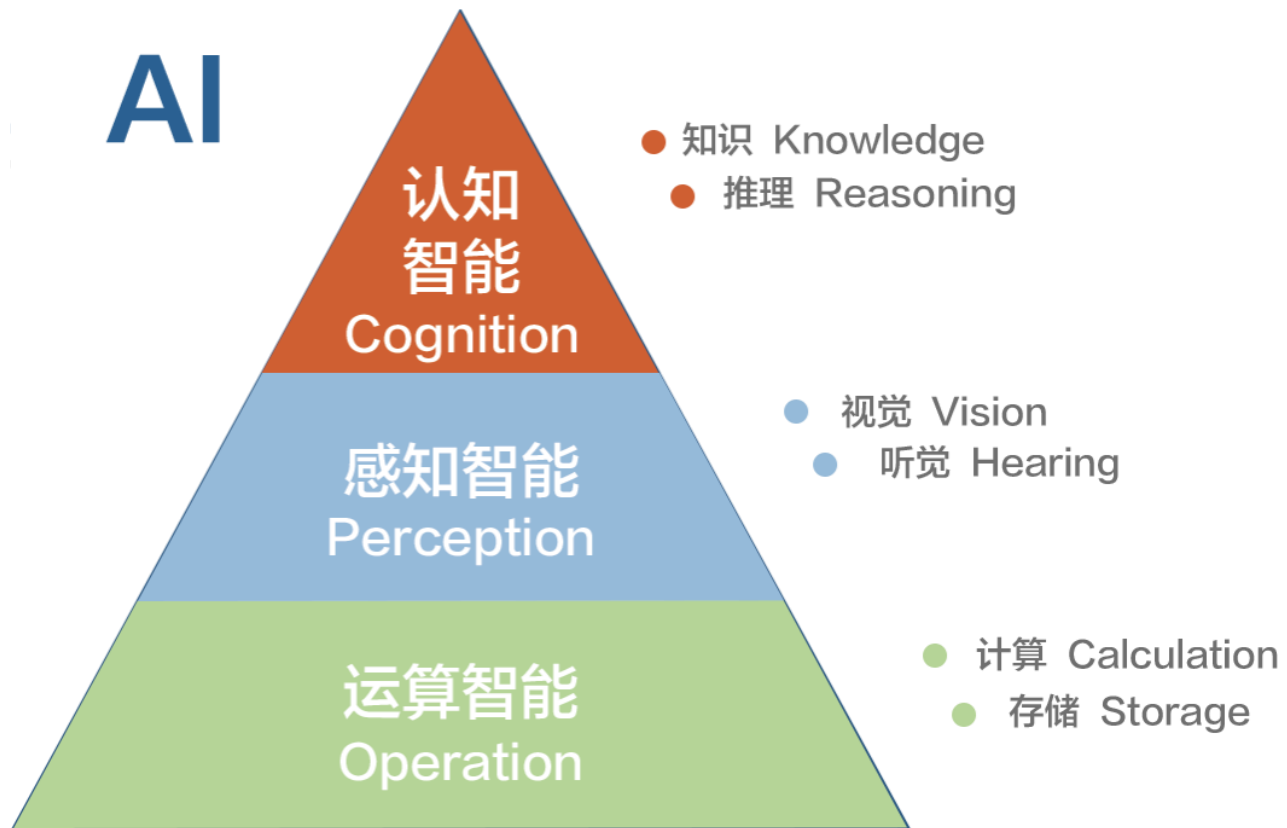 AI
认知
智能
Cognition
知识 Knowledge
推理 Reasoning
感知智能
Perception
视觉 Vision
听觉 Hearing
运算智能
Operation
计算 Calculation
存储 Storage